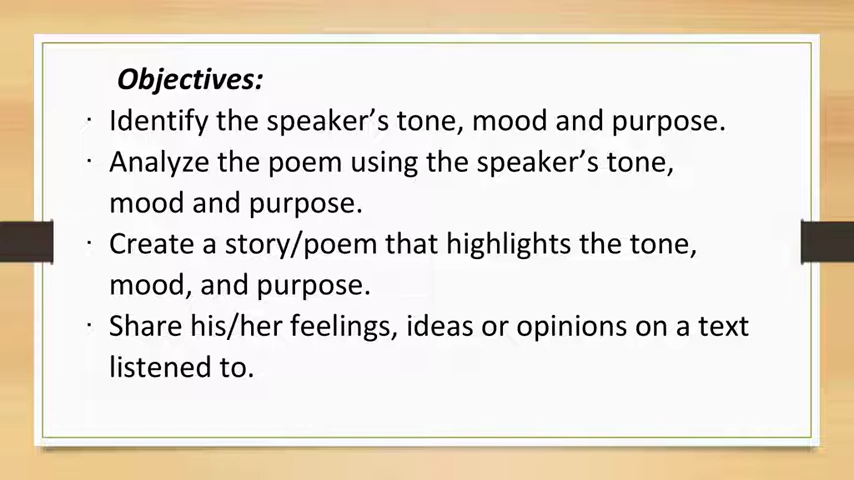 Objectives:
· Identify the speaker’s tone, mood and purpose.
· Analyze the poem using the speaker’s tone,
mood and purpose.
· Create a story/poem that highlights the tone,
mood, and purpose.
· Share his/her feelings, ideas or opinions on a text
listened to.